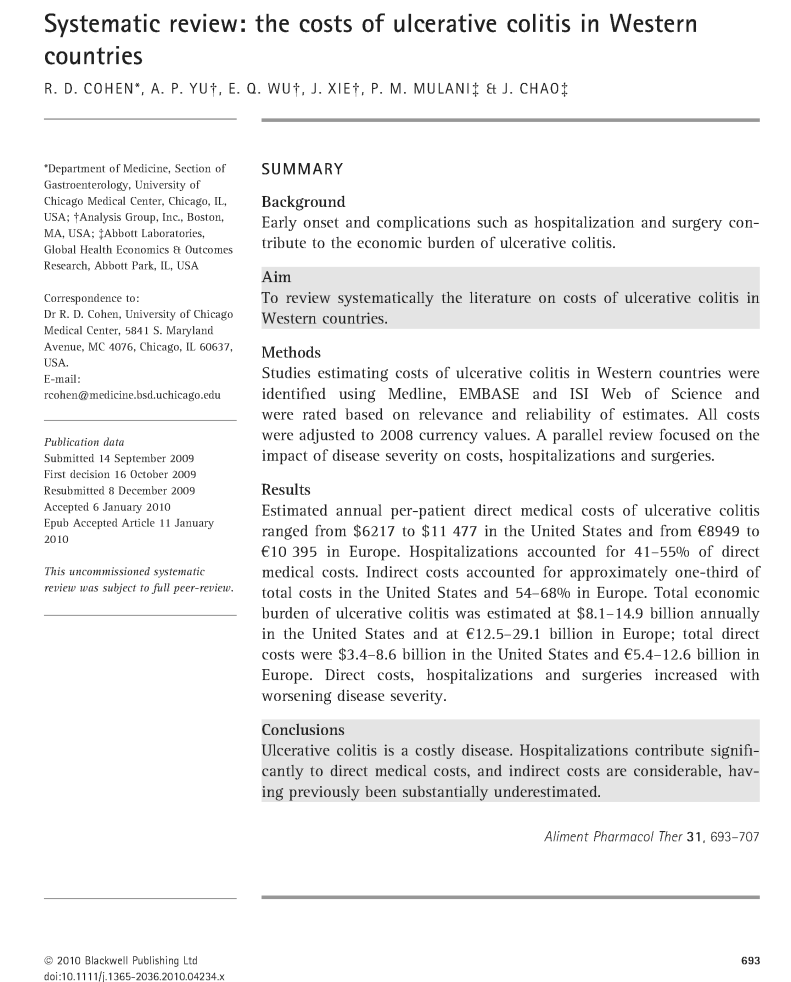 Systematic review: the costs of ulcerative colitis in Western
countries
R. D. COHEN*, A. P. YU†, E. Q. WU†, J. XIE†, P. M. MULANI‡ & J. CHAO‡
*Department of Medicine, Section of
Gastroenterology, University of
Chicago Medical Center, Chicago, IL,
USA; †Analysis Group, Inc., Boston,
MA, USA; ‡Abbott Laboratories,
Global Health Economics & Outcomes
Research, Abbott Park, IL, USA
Correspondence to:
Dr R. D. Cohen, University of Chicago
Medical Center, 5841 S. Maryland
Avenue, MC 4076, Chicago, IL 60637,
USA.
E-mail:
rcohen@medicine.bsd.uchicago.edu
Publication data
Submitted 14 September 2009
First decision 16 October 2009
Resubmitted 8 December 2009
Accepted 6 January 2010
Epub Accepted Article 11 January
2010
This uncommissioned systematic
review was subject to full peer-review.
SUMMARY
Background
Early onset and complications such as hospitalization and surgery con-
tribute to the economic burden of ulcerative colitis.
Aim
To review systematically the literature on costs of ulcerative colitis in
Western countries.
Methods
Studies estimating costs of ulcerative colitis in Western countries were
identified using Medline, EMBASE and ISI Web of Science and
were rated based on relevance and reliability of estimates. All costs
were adjusted to 2008 currency values. A parallel review focused on the
impact of disease severity on costs, hospitalizations and surgeries.
Results
Estimated annual per-patient direct medical costs of ulcerative colitis
ranged from $6217 to $11 477 in the United States and from €8949 to
€10 395 in Europe. Hospitalizations accounted for 41–55% of direct
medical costs. Indirect costs accounted for approximately one-third of
total costs in the United States and 54–68% in Europe. Total economic
burden of ulcerative colitis was estimated at $8.1–14.9 billion annually
in the United States and at €12.5–29.1 billion in Europe; total direct
costs were $3.4–8.6 billion in the United States and €5.4–12.6 billion in
Europe. Direct costs, hospitalizations and surgeries increased with
worsening disease severity.
Conclusions
Ulcerative colitis is a costly disease. Hospitalizations contribute signifi-
cantly to direct medical costs, and indirect costs are considerable, hav-
ing previously been substantially underestimated.
Aliment Pharmacol Ther 31, 693–707
© 2010 Blackwell Publishing Ltd
doi:10.1111/j.1365-2036.2010.04234.x
693